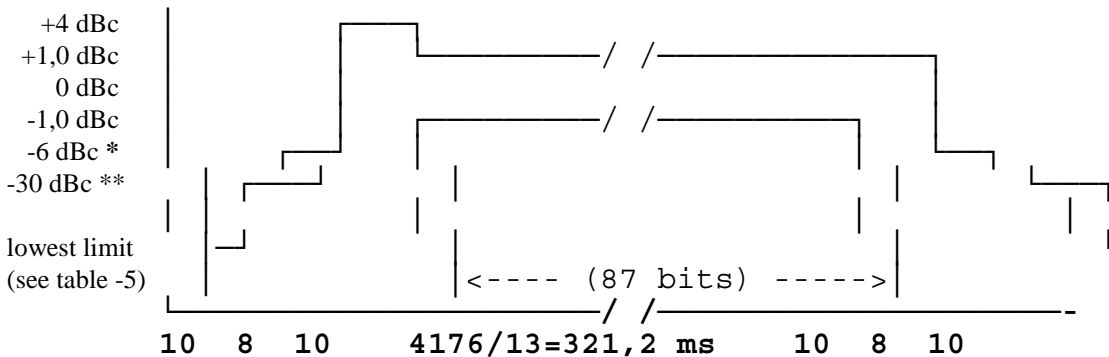 +4 dBc
+1,0 dBc
0 dBc
-1,0 dBc
-6 dBc *
-30 dBc **
lowest limit
(see table -5)
<---- (87 bits) ----->
10 8 10 4176/13=321,2 ms 10 8 10